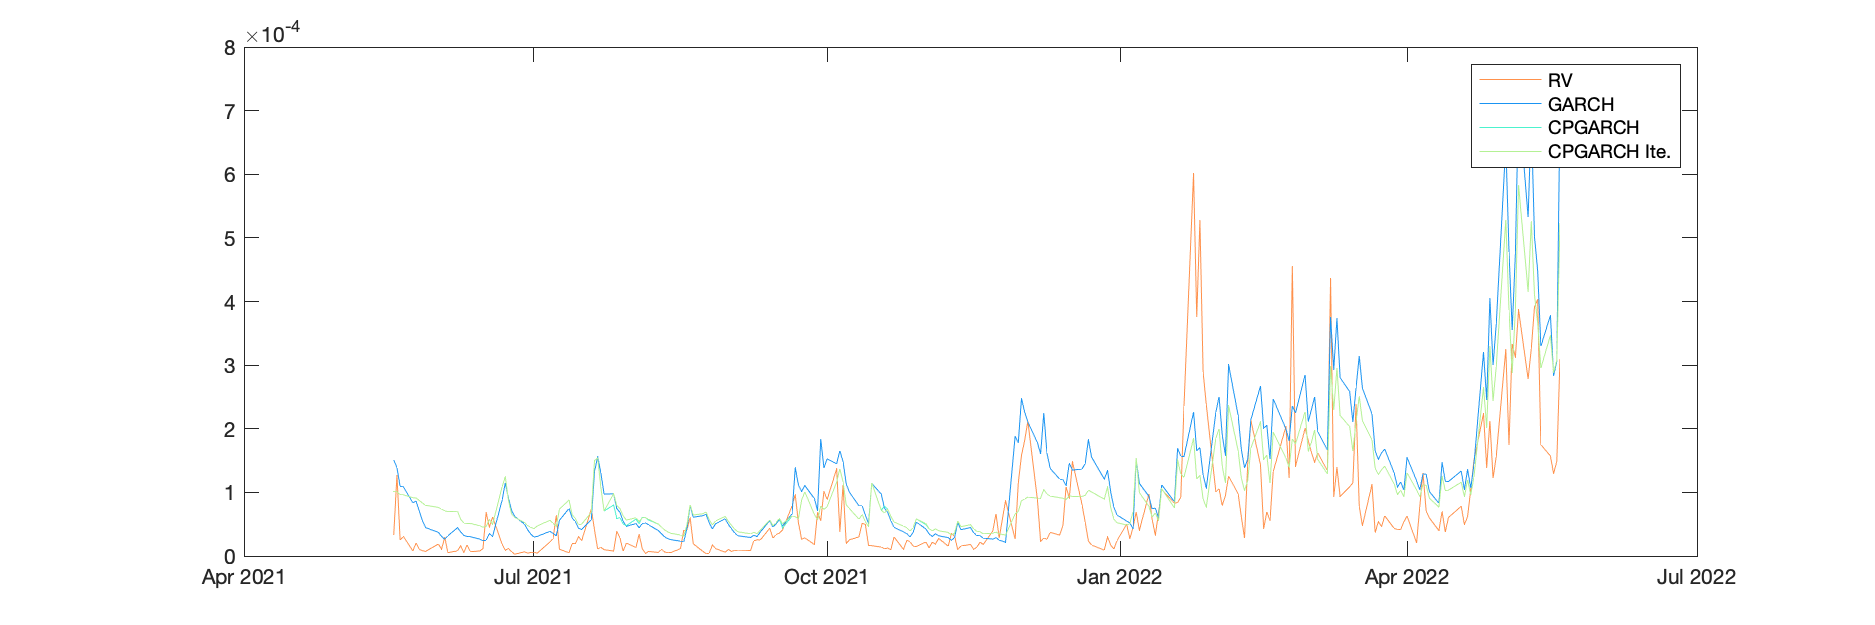 ×10-4
8
7
6
5
4
3
2
1
0
Apr 2021
Jul 2021
Oct 2021
Jan 2022
Apr 2022
Jul 2022
RV
GARCH
CPGARCH
CPGARCH Ite.